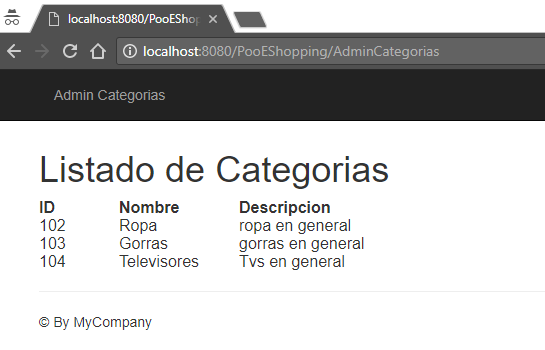 localhost:8080/PooEShop
localhost:8080/PooEShopping/AdminCategorias
Admin Categorias
Listado de Categorias
ID Nombre Descripcion
102 Ropa ropa en general
103 Gorras gorras en general
104 Televisores Tvs en general
© By MyCompany